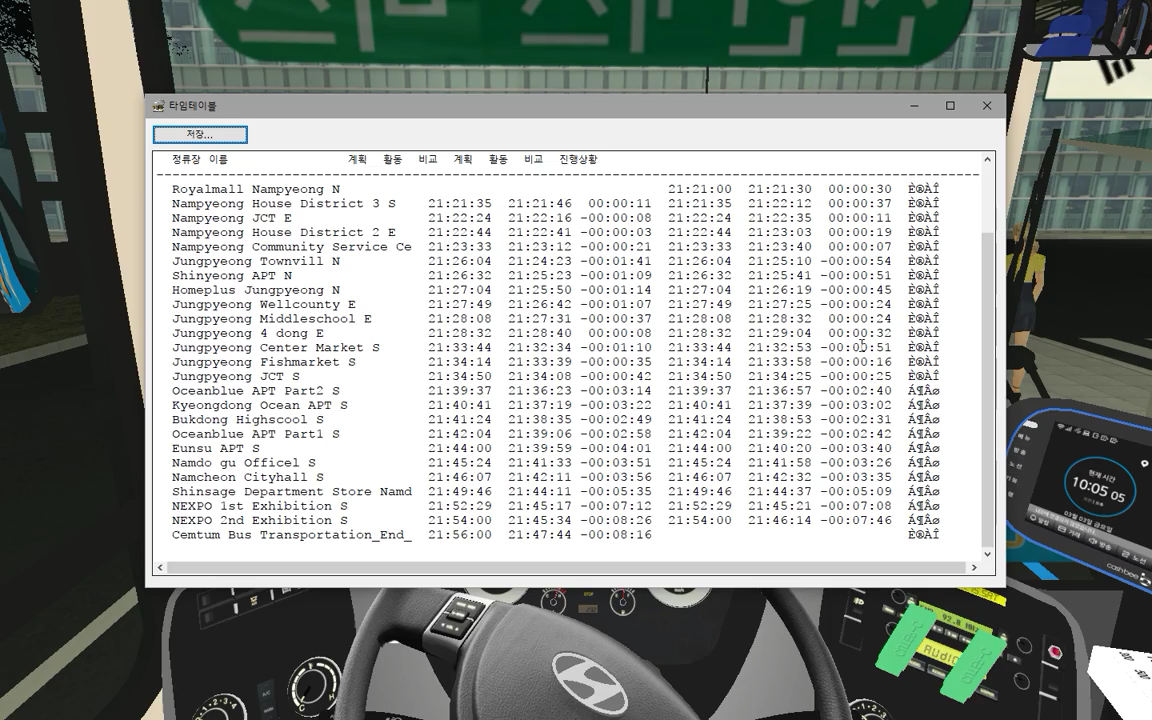 타임테이블
저장...
정류장 이름 계획 활동 비교 계획 활동 비교 진행상황
Royalmall Nampyeong N 21:21:00 21:21:30 00:00:30 È®ÀÎ
Nampyeong House District 3 S 21:21:35 21:21:46 00:00:11 21:21:35 21:22:12 00:00:37 È®ÀÎ
Nampyeong JCT E 21:22:24 21:22:16 -00:00:08 21:22:24 21:22:35 00:00:11 È®ÀÎ
Nampyeong House District 2 E 21:22:44 21:22:41 -00:00:03 21:22:44 21:23:03 00:00:19 È®ÀÎ
Nampyeong Community Service Ce 21:23:33 21:23:12 -00:00:21 21:23:33 21:23:40 00:00:07 È®ÀÎ
Jungpyeong Townvill N 21:26:04 21:24:23 -00:01:41 21:26:04 21:25:10 -00:00:54 È®ÀÎ
Shinyeong APT N 21:26:32 21:25:23 -00:01:09 21:26:32 21:25:41 -00:00:51 È®ÀÎ
Homeplus Jungpyeong N 21:27:04 21:25:50 -00:01:14 21:27:04 21:26:19 -00:00:45 È®ÀÎ
Jungpyeong Wellcounty E 21:27:49 21:26:42 -00:01:07 21:27:49 21:27:25 -00:00:24 È®ÀÎ
Jungpyeong Middleschool E 21:28:08 21:27:31 -00:00:37 21:28:08 21:28:32 00:00:24 È®ÀÎ
Jungpyeong 4 dong E 21:28:32 21:28:40 00:00:08 21:28:32 21:29:04 00:00:32 È®ÀÎ
Jungpyeong Center Market S 21:33:44 21:32:34 -00:01:10 21:33:44 21:32:53 -00:00:51 È®ÀÎ
Jungpyeong Fishmarket S 21:34:14 21:33:39 -00:00:35 21:34:14 21:33:58 -00:00:16 È®ÀÎ
Jungpyeong JCT S 21:34:50 21:34:08 -00:00:42 21:34:50 21:34:25 -00:00:25 È®ÀÎ
Oceanblue APT Part2 S 21:39:37 21:36:23 -00:03:14 21:39:37 21:36:57 -00:02:40 Á¶Âø
Kyeongdong Ocean APT S 21:40:41 21:37:19 -00:03:22 21:40:41 21:37:39 -00:03:02 Á¶Âø
Bukdong Highscool S 21:41:24 21:38:35 -00:02:49 21:41:24 21:38:53 -00:02:31 Á¶Âø
Oceanblue APT Part1 S 21:42:04 21:39:06 -00:02:58 21:42:04 21:39:22 -00:02:42 Á¶Âø
Eunsu APT S 21:44:00 21:39:59 -00:04:01 21:44:00 21:40:20 -00:03:40 Á¶Âø
Namdo gu Officel S 21:45:24 21:41:33 -00:03:51 21:45:24 21:41:58 -00:03:26 Á¶Âø
Namcheon Cityhall S 21:46:07 21:42:11 -00:03:56 21:46:07 21:42:32 -00:03:35 Á¶Âø
Shinsage Department Store Namd 21:49:46 21:44:11 -00:05:35 21:49:46 21:44:37 -00:05:09 Á¶Âø
NEXPO 1st Exhibition S 21:52:29 21:45:17 -00:07:12 21:52:29 21:45:21 -00:07:08 Á¶Âø
NEXPO 2nd Exhibition S 21:54:00 21:45:34 -00:08:26 21:54:00 21:46:14 -00:07:46 Á¶Âø
Cemtum Bus Transportation_End_ 21:56:00 21:47:44 -00:08:16 È®ÀÎ
현재 시간
10:05 05
03월 03일 금요일
cashbee
92.8 MHZ